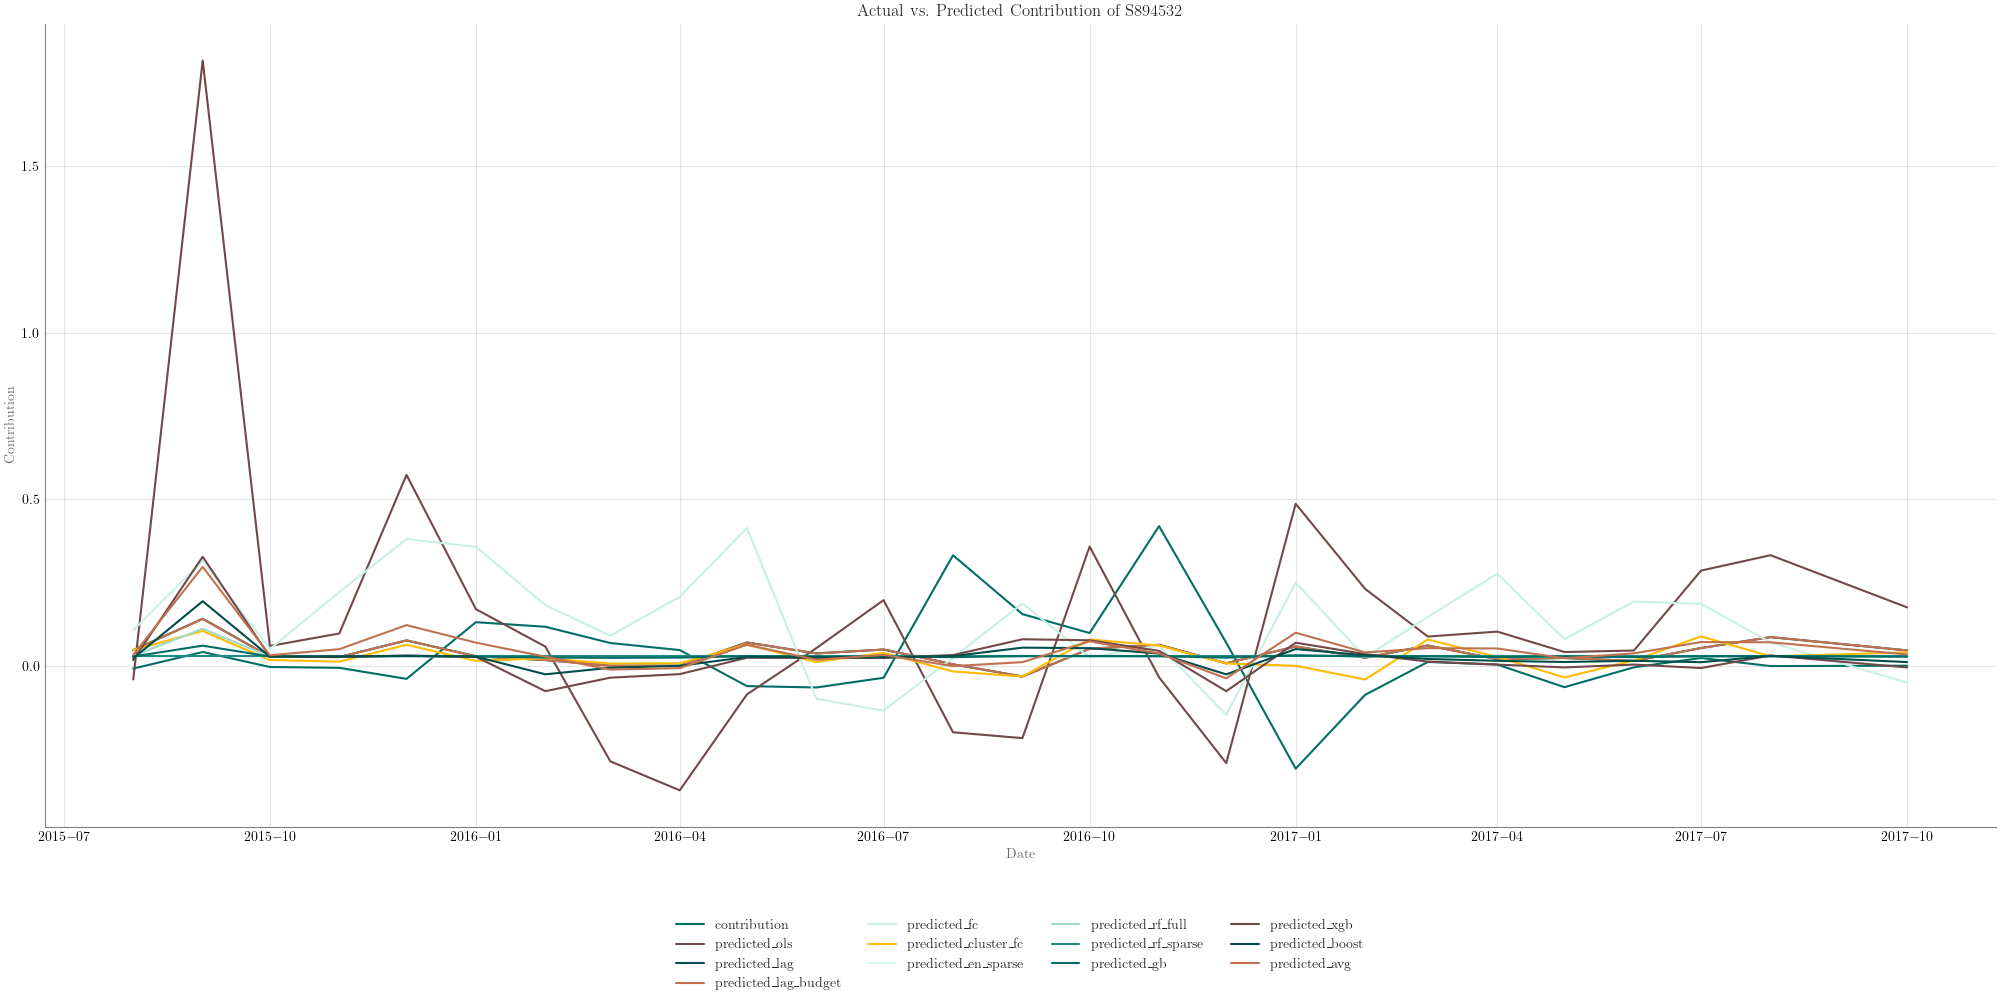 Actual vs. Predicted Contribution of S894532
Contribution
1.5
1.0
0.5
0.0
2015−07 2015−10 2016−01 2016−04 2016−07 2016−10 2017−01 2017−04 2017−07 2017−10
Date
contribution predicted_fc predicted_rf_full predicted_xgb
predicted_ols predicted_cluster_fc predicted_rf_sparse predicted_boost
predicted_lag predicted_en_sparse predicted_gb predicted_avg
predicted_lag_budget